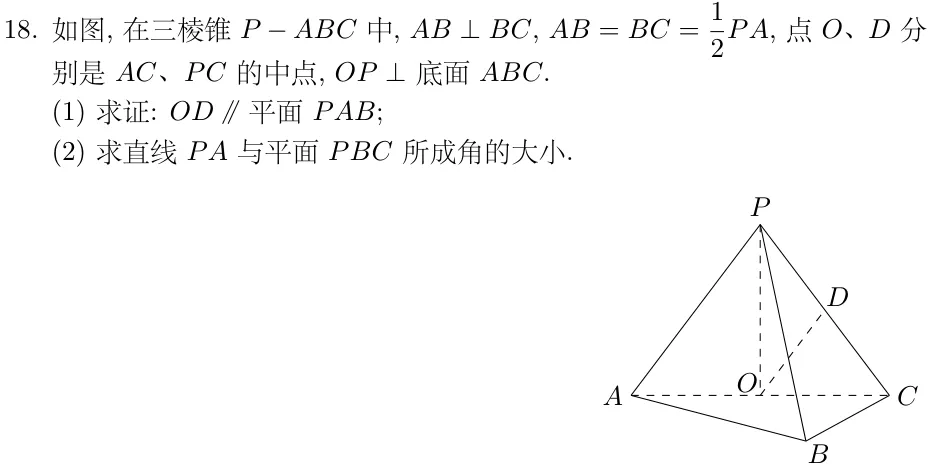 18. 如图, 在三棱锥 P − ABC 中, AB ⊥ BC, AB = BC = \frac{1}{2}PA, 点 O、D 分
别是 AC、PC 的中点, OP ⊥ 底面 ABC.
(1) 求证: OD ∥ 平面 PAB;
(2) 求直线 PA 与平面 PBC 所成角的大小.
P
D
A
O
C
B